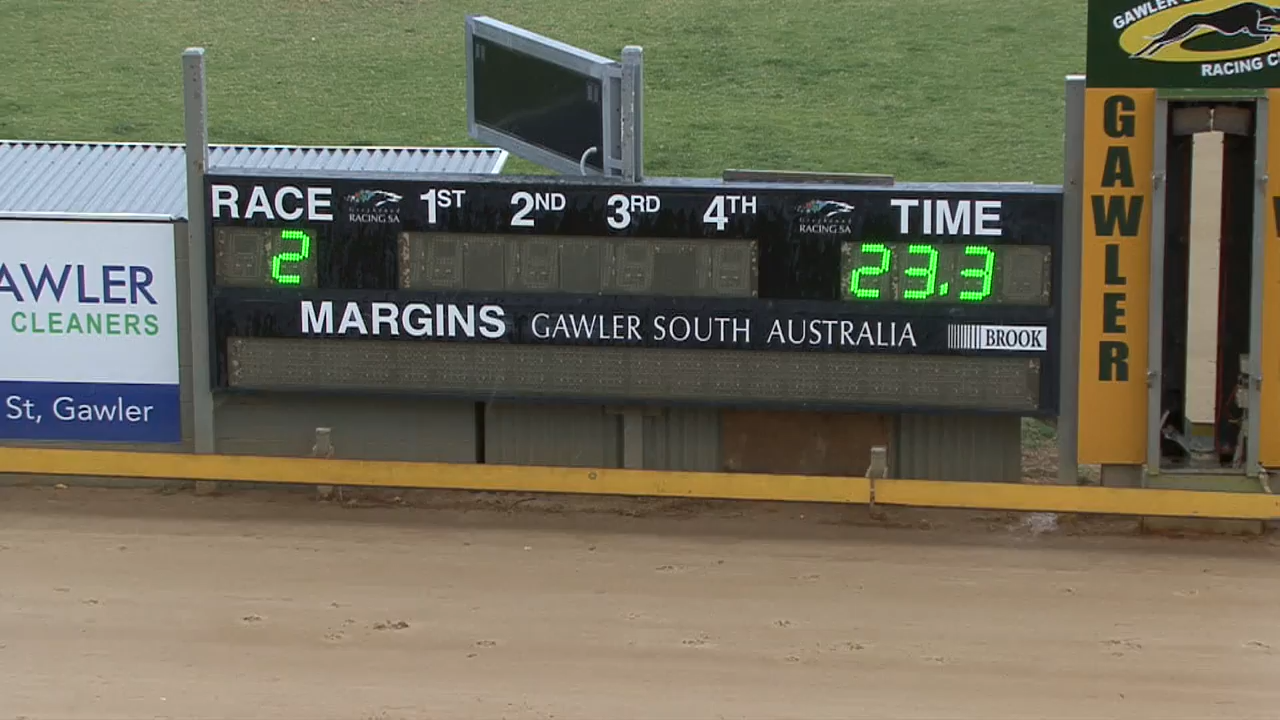 GAWLER
RACING
GAWLER
RACE
RACING SA
1ST
2ND
3RD
4TH
RACING SA
TIME
2
23.3
MARGINS
GAWLER SOUTH AUSTRALIA
BROOK
AWLER
CLEANERS
St, Gawler